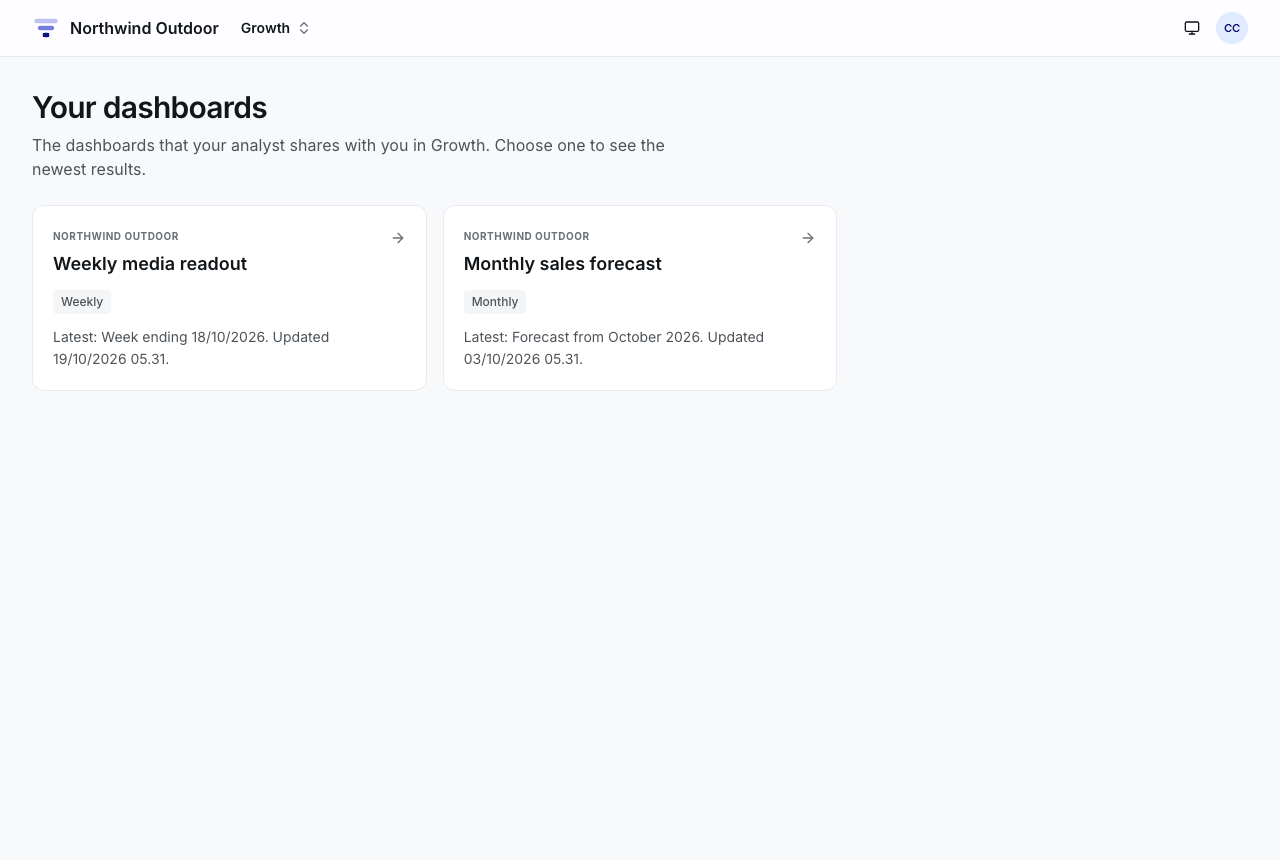 Northwind Outdoor
Growth
CC
Your dashboards
The dashboards that your analyst shares with you in Growth. Choose one to see the
newest results.
NORTHWIND OUTDOOR
Weekly media readout
Weekly
Latest: Week ending 18/10/2026. Updated
19/10/2026 05.31.
NORTHWIND OUTDOOR
Monthly sales forecast
Monthly
Latest: Forecast from October 2026. Updated
03/10/2026 05.31.